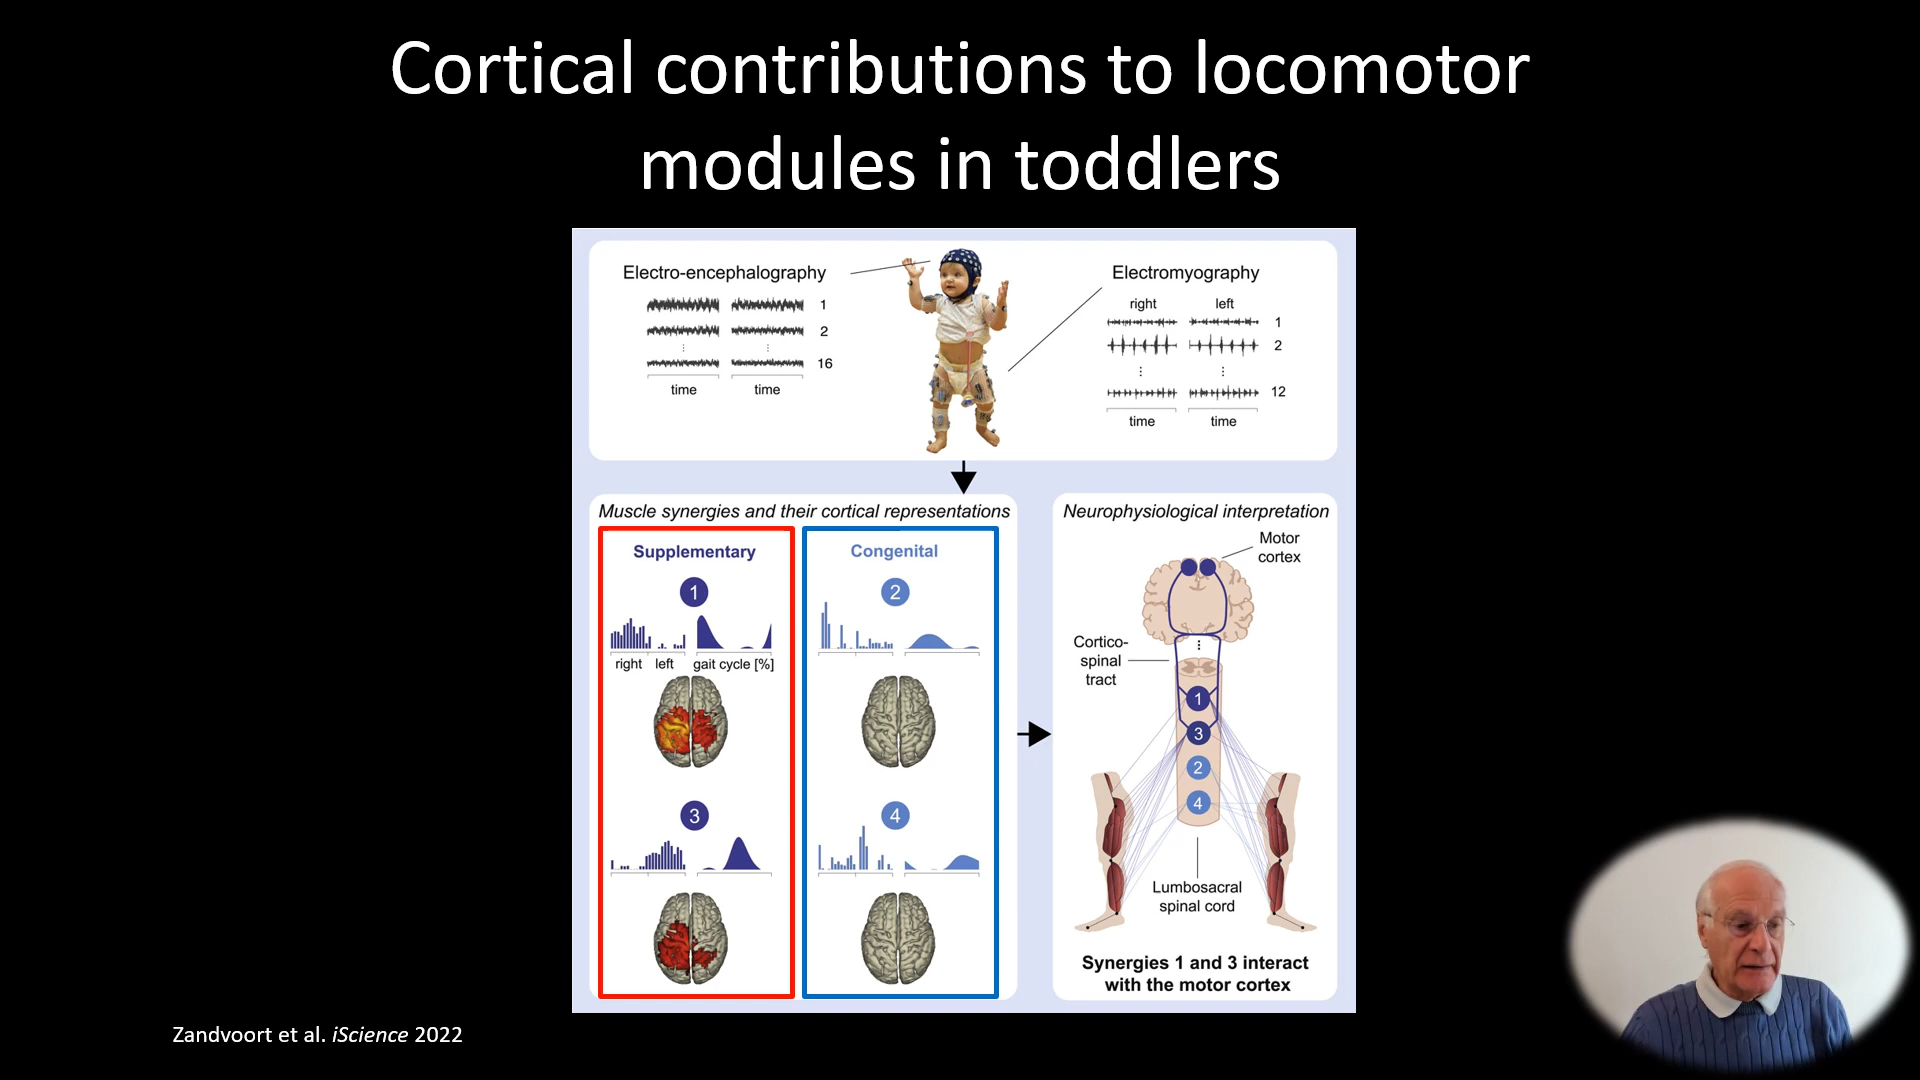 Cortical contributions to locomotor
modules in toddlers
Electro-encephalography
1
2
16
time
time
Electromyography
right
left
1
2
12
time
time
Muscle synergies and their cortical representations
Supplementary
1
right
left
gait cycle [%]
3
Congenital
2
4
Neurophysiological interpretation
Motor
cortex
Cortico-
spinal
tract
1
3
2
4
Lumbosacral
spinal cord
Synergies 1 and 3 interact
with the motor cortex
Zandvoort et al. iScience 2022